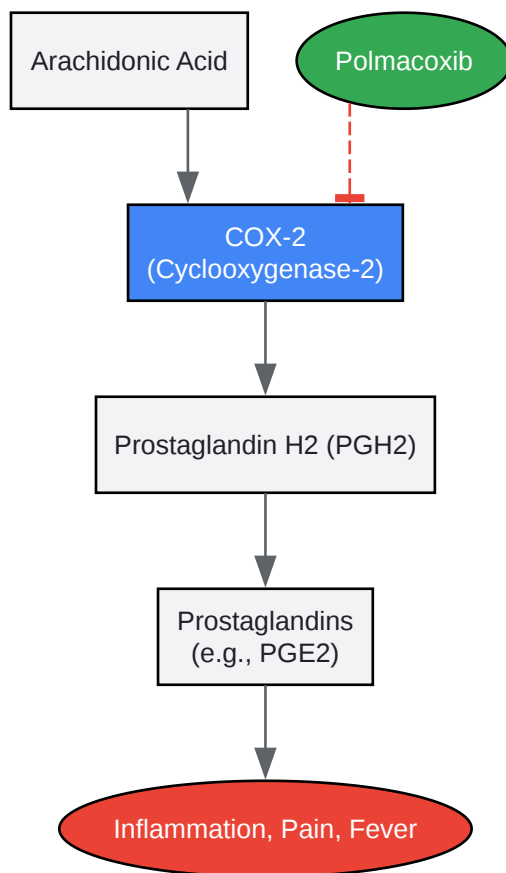 Arachidonic Acid
Polmacoxib
COX-2
(Cyclooxygenase-2)
Prostaglandin H2 (PGH2)
Prostaglandins
(e.g., PGE2)
Inflammation, Pain, Fever